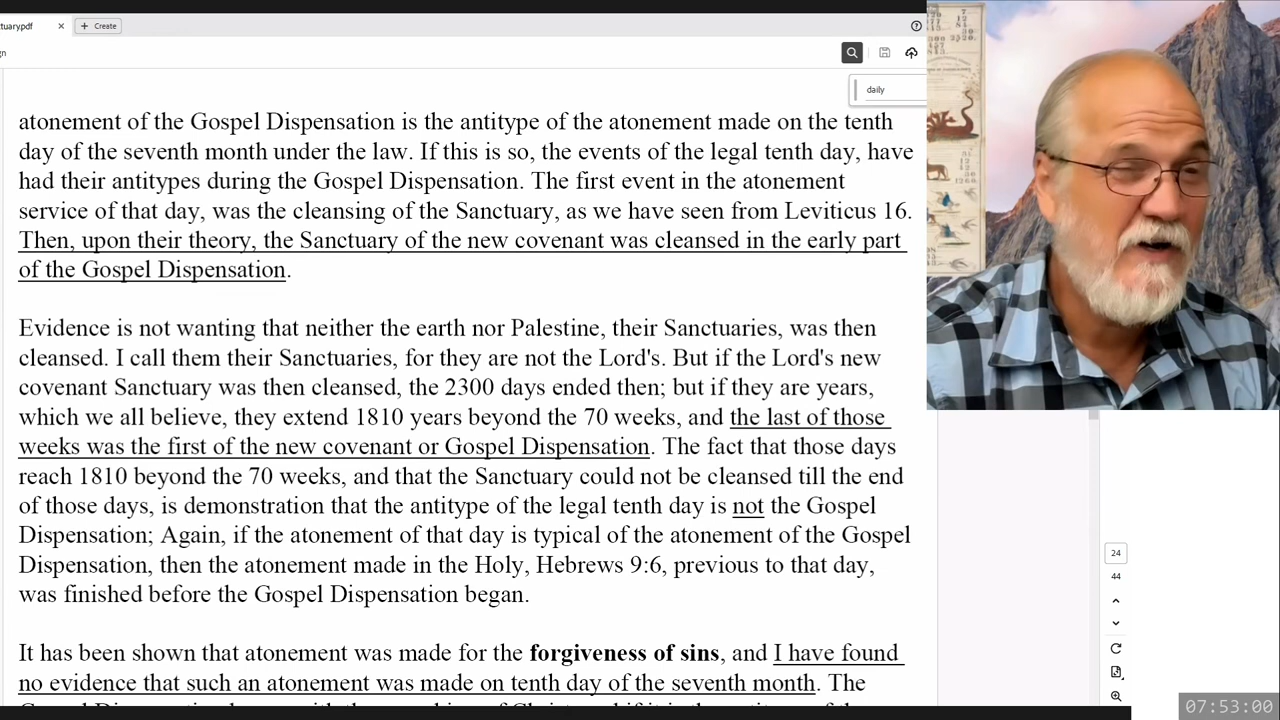 tuary.pdf
Create
gn
daily
atonement of the Gospel Dispensation is the antitype of the atonement made on the tenth
day of the seventh month under the law. If this is so, the events of the legal tenth day, have
had their antitypes during the Gospel Dispensation. The first event in the atonement
service of that day, was the cleansing of the Sanctuary, as we have seen from Leviticus 16.
Then, upon their theory, the Sanctuary of the new covenant was cleansed in the early part
of the Gospel Dispensation.
Evidence is not wanting that neither the earth nor Palestine, their Sanctuaries, was then
cleansed. I call them their Sanctuaries, for they are not the Lord's. But if the Lord's new
covenant Sanctuary was then cleansed, the 2300 days ended then; but if they are years,
which we all believe, they extend 1810 years beyond the 70 weeks, and the last of those
weeks was the first of the new covenant or Gospel Dispensation. The fact that those days
reach 1810 beyond the 70 weeks, and that the Sanctuary could not be cleansed till the end
of those days, is demonstration that the antitype of the legal tenth day is not the Gospel
Dispensation; Again, if the atonement of that day is typical of the atonement of the Gospel
Dispensation, then the atonement made in the Holy, Hebrews 9:6, previous to that day,
was finished before the Gospel Dispensation began.
It has been shown that atonement was made for the forgiveness of sins, and I have found
no evidence that such an atonement was made on tenth day of the seventh month. The
24
44
07:53:00